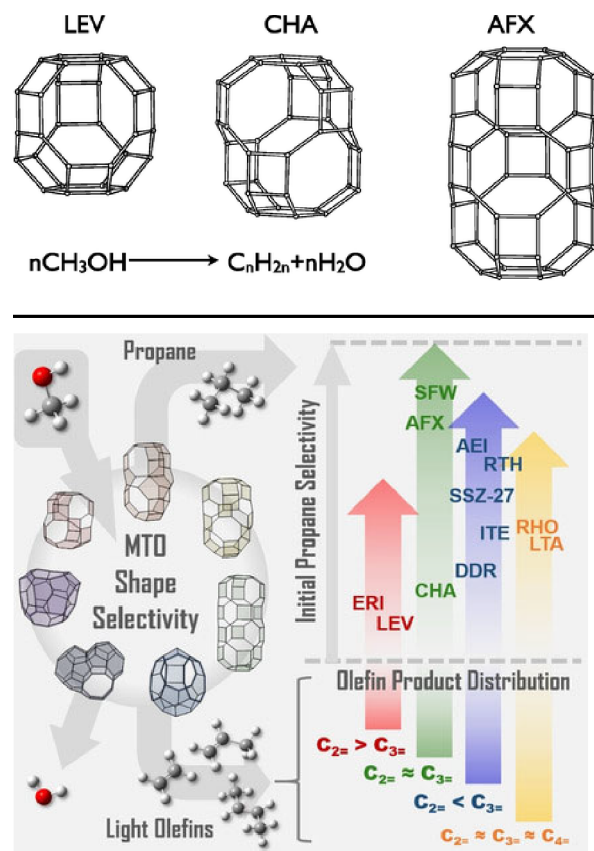 LEV CHA AFX
nCH₃OH → CₙH₂ₙ+nH₂O
Propane
MTO
Shape
Selectivity
Light Olefins
Initial Propane Selectivity
SFW
AFX
AEI
RTH
SSZ-27
RHO
ITE
LTA
DDR
CHA
ERI
LEV
Olefin Product Distribution
C₂₌ > C₃₌
C₂₌ ≈ C₃₌
C₂₌ < C₃₌
C₂₌ ≈ C₃₌ ≈ C₄₌